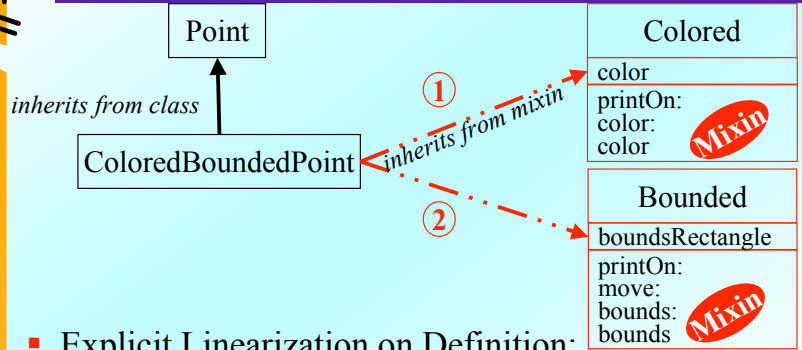 Point
inherits from class
ColoredBoundedPoint
①
inherits from mixin
②
Colored
color
printOn:
color:
color
Mixin
Bounded
boundsRectangle
printOn:
move:
bounds:
bounds
Mixin
▪ Explicit Linearization on Definition: